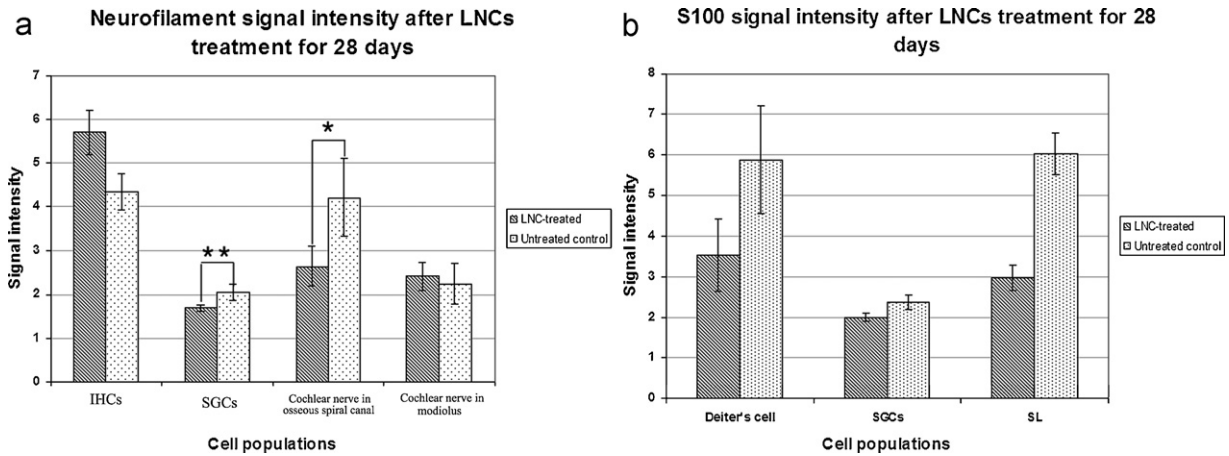 a
Neurofilament signal intensity after LNCs
treatment for 28 days
7
6
5
4
3
2
1
0
Signal intensity
**
*
IHCs
SGCs
Cochlear nerve in
osseous spiral canal
Cochlear nerve in
modiolus
Cell populations
LNC-treated
Untreated control
b
S100 signal intensity after LNCs treatment for 28
days
8
7
6
5
4
3
2
1
0
Signal intensity
Deiter's cell
SGCs
SL
Cell populations
LNC-treated
Untreated control